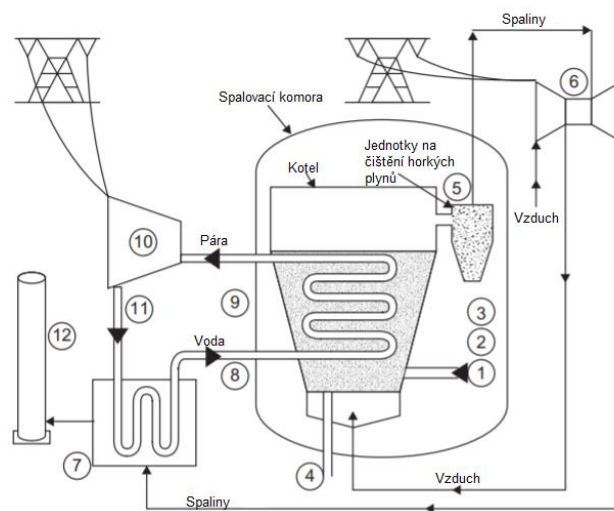 Spaliny
6
Spalovací komora
Jednotky na
čištění horkých
plynů
Kotel
5
Vzduch
10
Pára
11
9
3
12
Voda
2
8
1
7
4
Vzduch
Spaliny